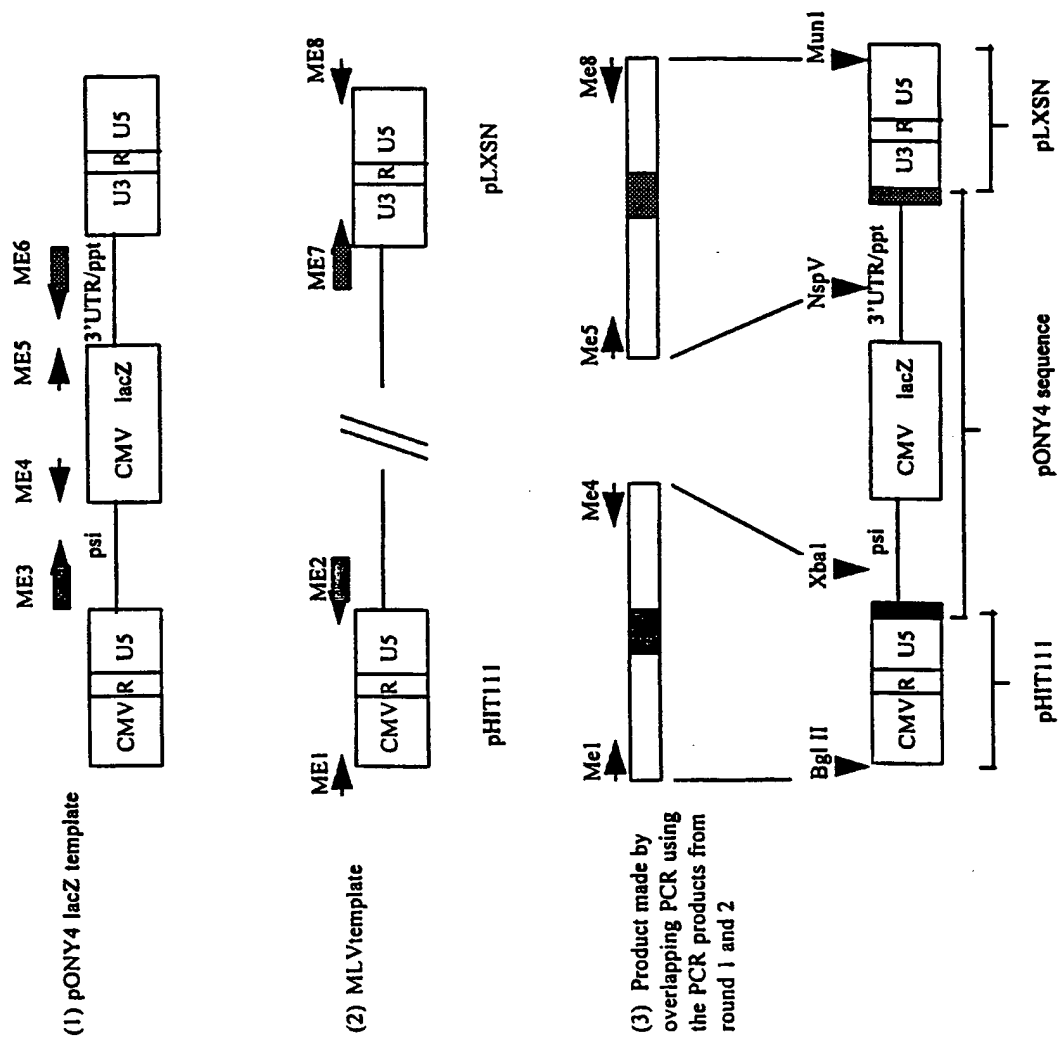 (1) pONY4 lacZ template
ME3
ME4
ME5
ME6
CMV
R
U5
psi
CMV
lacZ
3'UTR/ppt
U3
R
U5
(2) MLVtemplate
ME1
ME2
ME7
ME8
CMV
R
U5
U3
R
U5
pHIT111
pLXSN
(3) Product made by
overlapping PCR using
the PCR products from
round 1 and 2
Me1
Me4
Me5
Me8
Bgl II
Xba1
NspV
Mun1
CMV
R
U5
psi
CMV
lacZ
3'UTR/ppt
U3
R
U5
pHIT111
pONY4 sequence
pLXSN